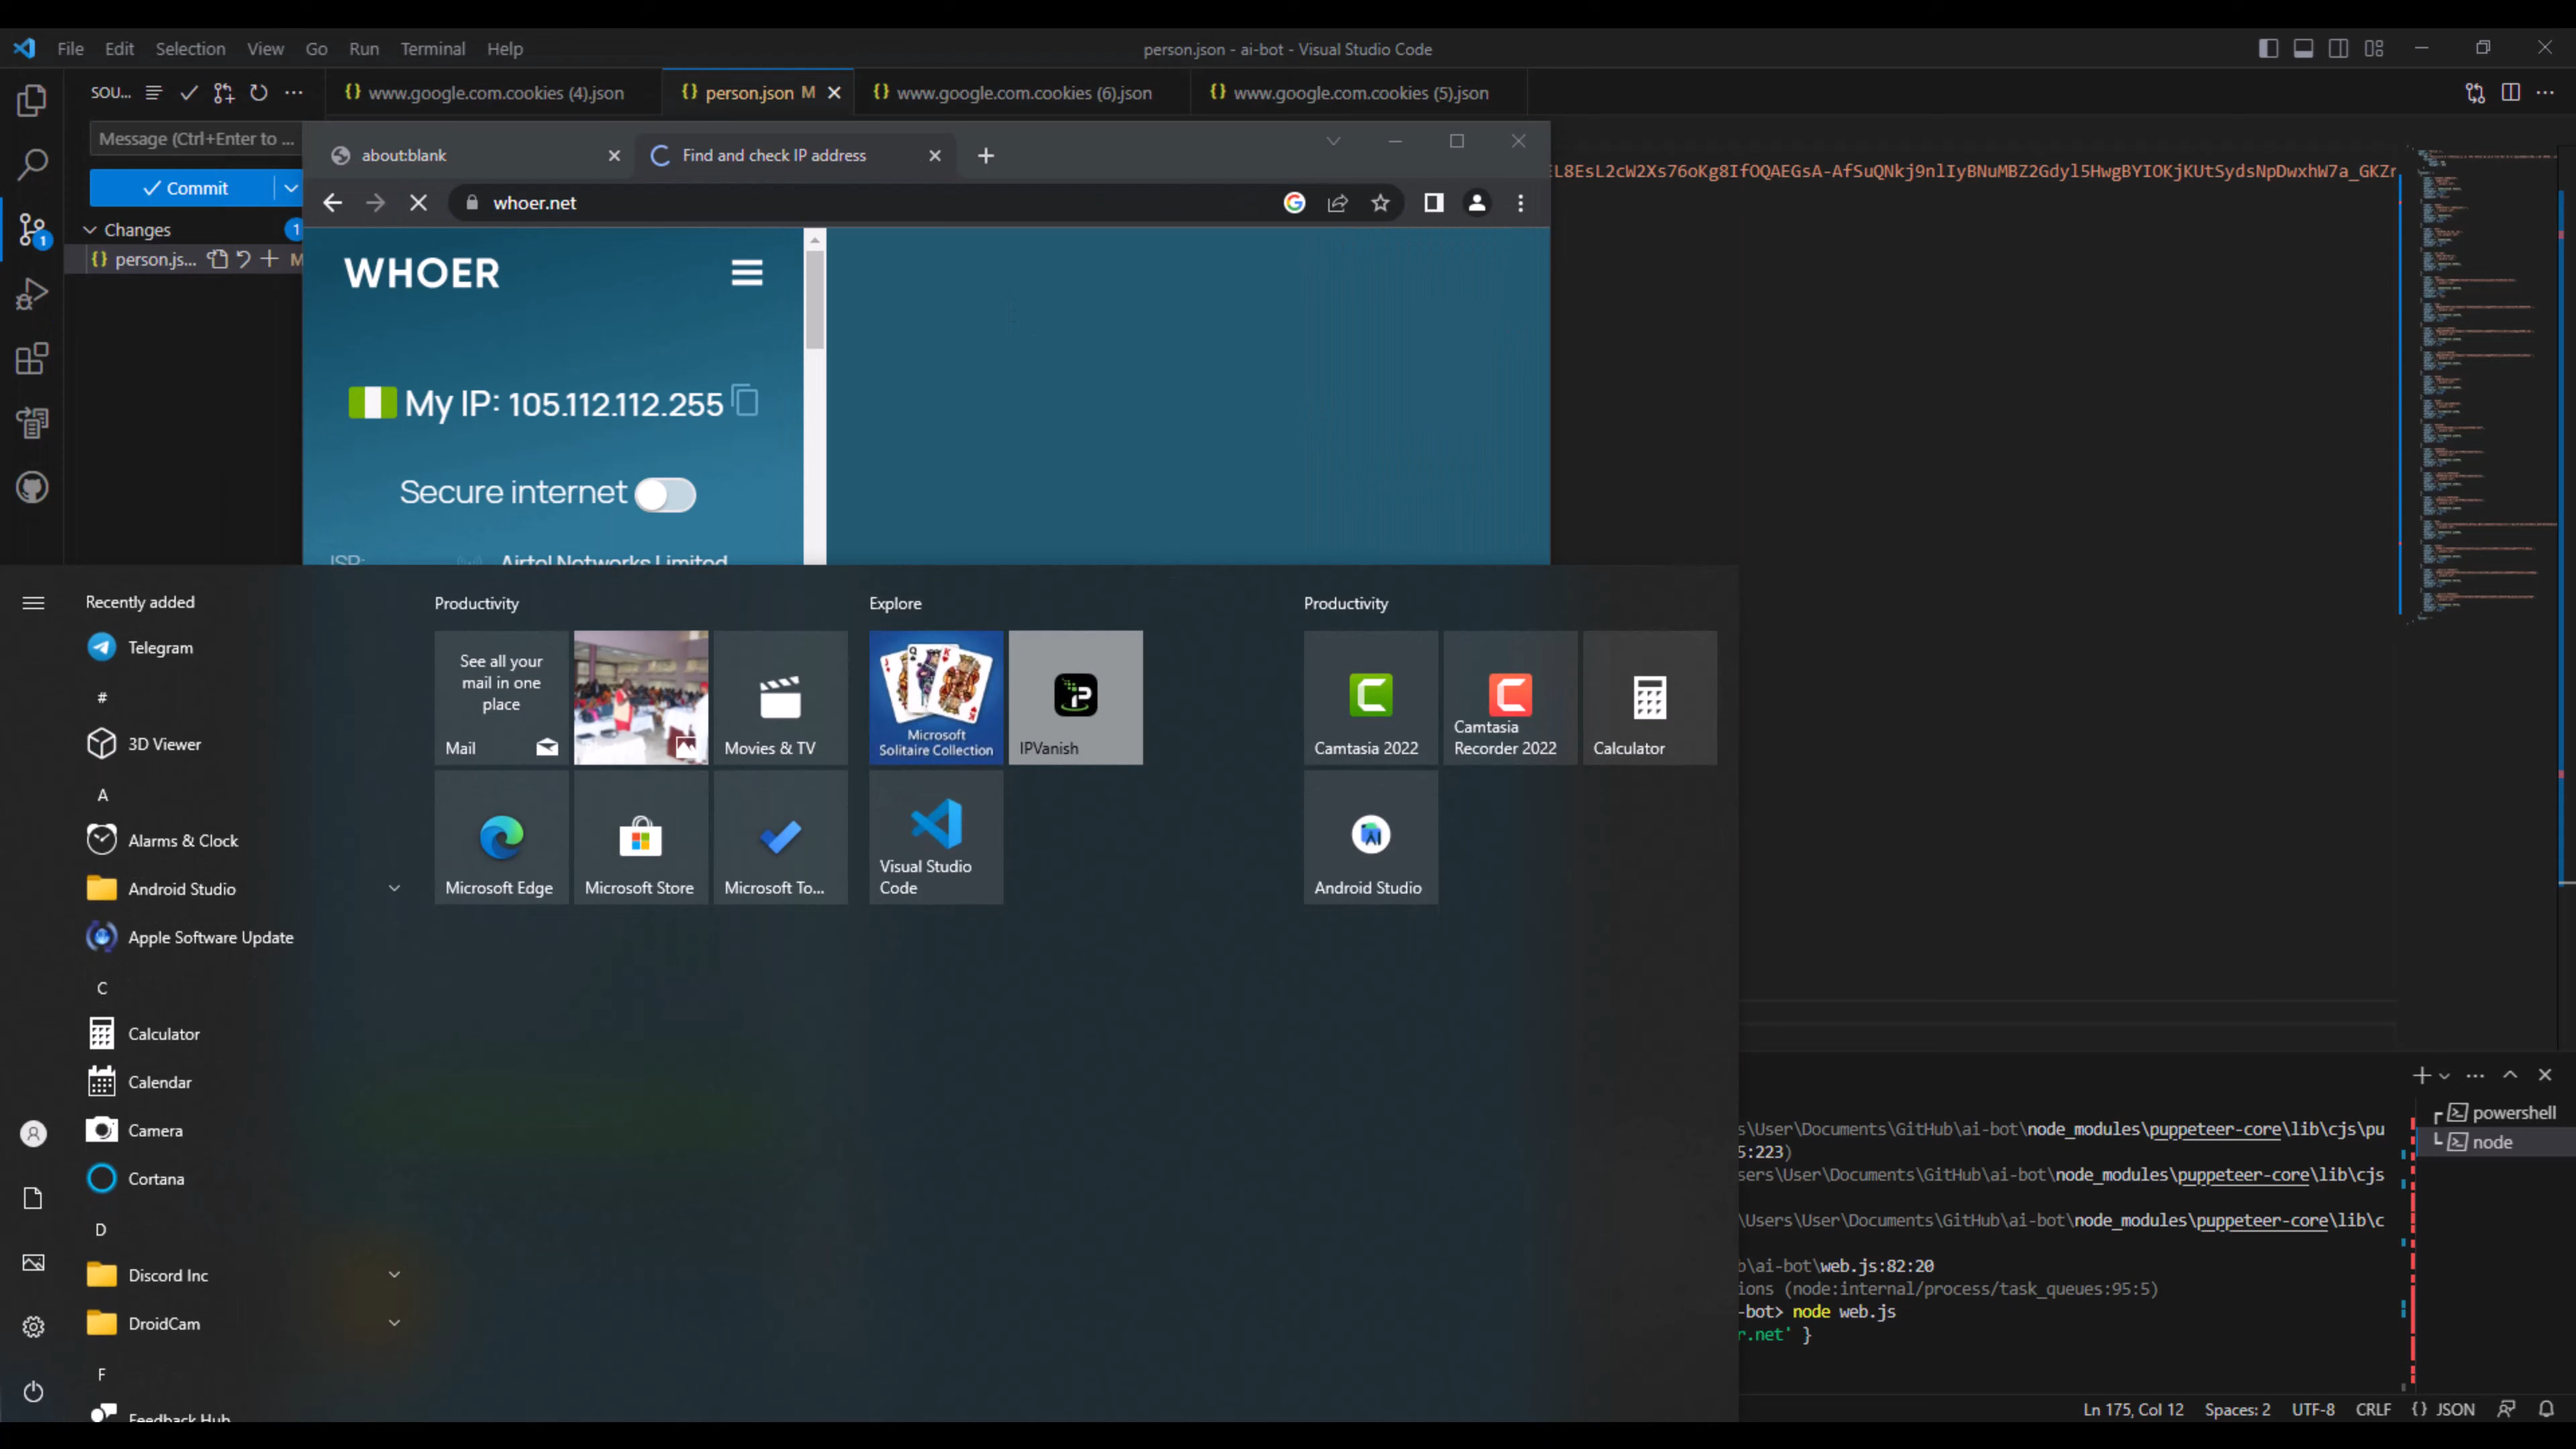 File Edit Selection View Go Run Terminal Help
person.json - ai-bot - Visual Studio Code
SOU...
www.google.com.cookies (4).json
person.json M
www.google.com.cookies (6).json
www.google.com.cookies (5).json
Message (Ctrl+Enter to ...
Commit
Changes
1
person.js...
M
1
about:blank
Find and check IP address
whoer.net
WHOER
My IP: 105.112.112.255
Secure internet
ISP:
Airtel Networks Limited
Recently added
Telegram
#
3D Viewer
A
Alarms & Clock
Android Studio
Apple Software Update
C
Calculator
Calendar
Camera
Cortana
D
Discord Inc
DroidCam
F
Feedback Hub
Productivity
See all your
mail in one
place
Mail
Movies & TV
Microsoft Edge
Microsoft Store
Microsoft To...
Explore
Microsoft
Solitaire Collection
IPVanish
Visual Studio
Code
Productivity
Camtasia 2022
Camtasia
Recorder 2022
Calculator
Android Studio
powershell
node
s\User\Documents\GitHub\ai-bot\node_modules\puppeteer-core\lib\cjs\pu
5:223)
sers\User\Documents\GitHub\ai-bot\node_modules\puppeteer-core\lib\cjs
\Users\User\Documents\GitHub\ai-bot\node_modules\puppeteer-core\lib\c
\ai-bot\web.js:82:20
ions (node:internal/process/task_queues:95:5)
-bot> node web.js
r.net' }
Ln 175, Col 12 Spaces: 2 UTF-8 CRLF {} JSON